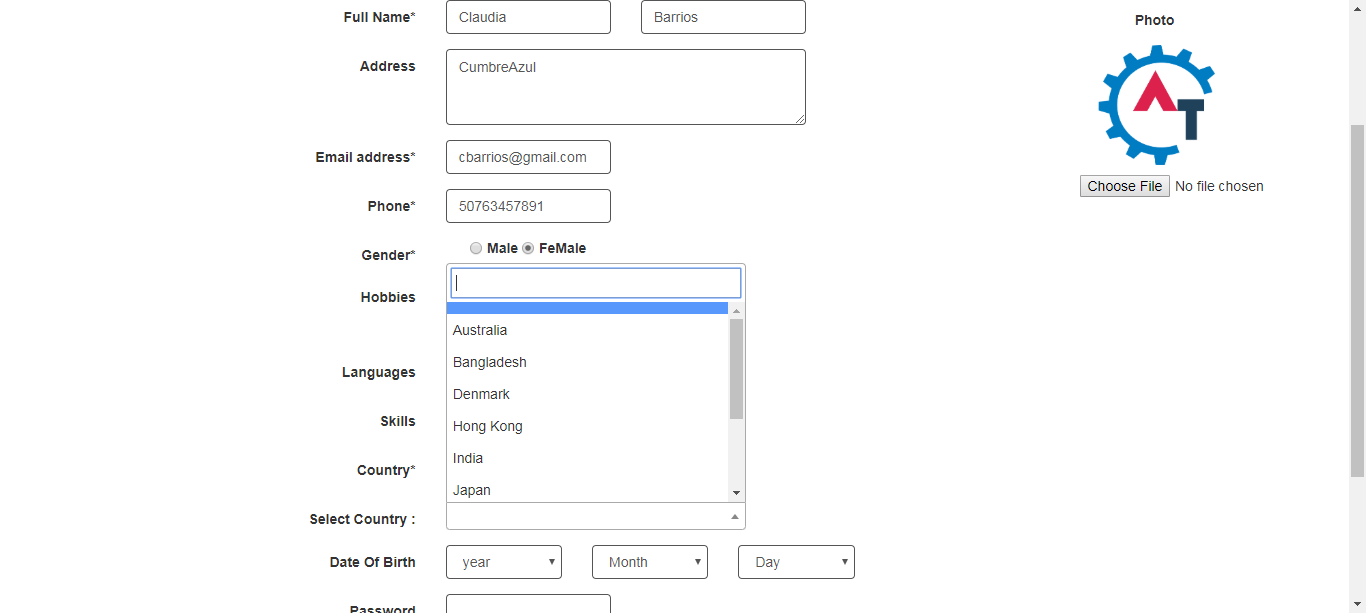 Full Name* Claudia Barrios
Photo
Address CumbreAzul
AT
Email address* cbarrios@gmail.com
Choose File No file chosen
Phone* 50763457891
Gender* Male FeMale
Hobbies
Australia
Bangladesh
Languages
Denmark
Skills
Hong Kong
India
Country*
Japan
Select Country :
Date Of Birth year Month Day
Password